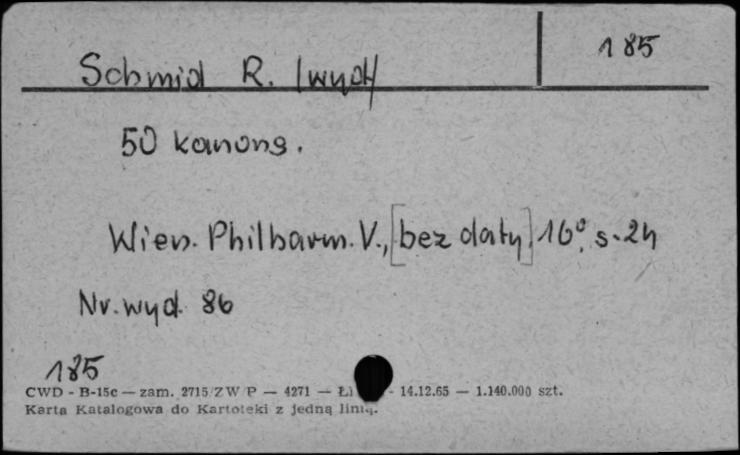 185
Schmid R. (wyd)
50 kanons.
Wien. Philharm. V., [bez daty] 16°, s. 24
Nr. wyd. 86
185
CWD - B-15c — zam. 2715/ZW/P — 4271 — - 14.12.65 — 1.140.000 szt.
Karta Katalogowa do Kartoteki z jedną linią.